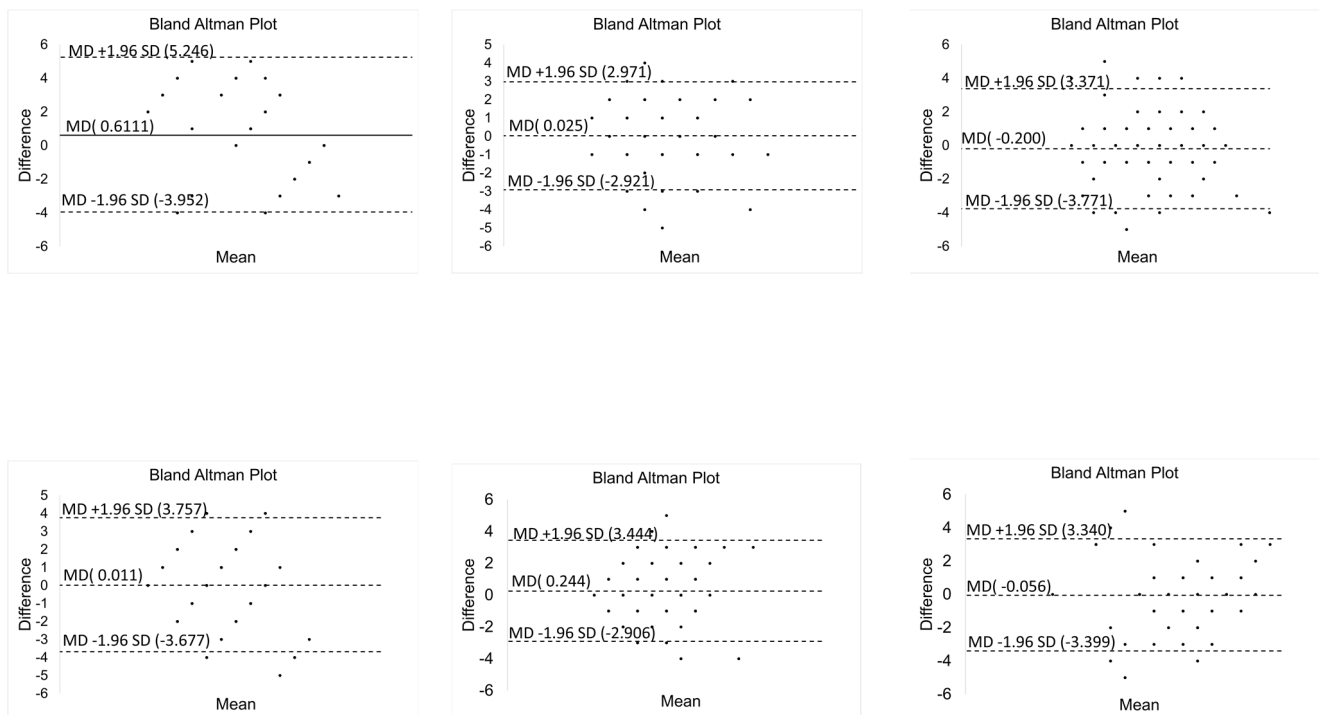 Bland Altman Plot
6
MD +1.96 SD (5.246)
4
2
MD( 0.6111)
0
-2
MD -1.96 SD (-3.952)
-4
-6
Difference
Mean
Bland Altman Plot
5
4
MD +1.96 SD (2.971)
3
2
1
MD( 0.025)
0
-1
-2
MD -1.96 SD (-2.921)
-3
-4
-5
-6
Difference
Mean
Bland Altman Plot
6
4
MD +1.96 SD (3.371)
2
MD( -0.200)
0
-2
MD -1.96 SD (-3.771)
-4
-6
Difference
Mean
Bland Altman Plot
5
4
MD +1.96 SD (3.757)
3
2
1
MD( 0.011)
0
-1
-2
-3
MD -1.96 SD (-3.677)
-4
-5
-6
Difference
Mean
Bland Altman Plot
6
4
MD +1.96 SD (3.444)
2
MD( 0.244)
0
-2
MD -1.96 SD (-2.906)
-4
-6
Difference
Mean
Bland Altman Plot
6
4
MD +1.96 SD (3.340)
2
MD( -0.056)
0
-2
MD -1.96 SD (-3.399)
-4
-6
Difference
Mean